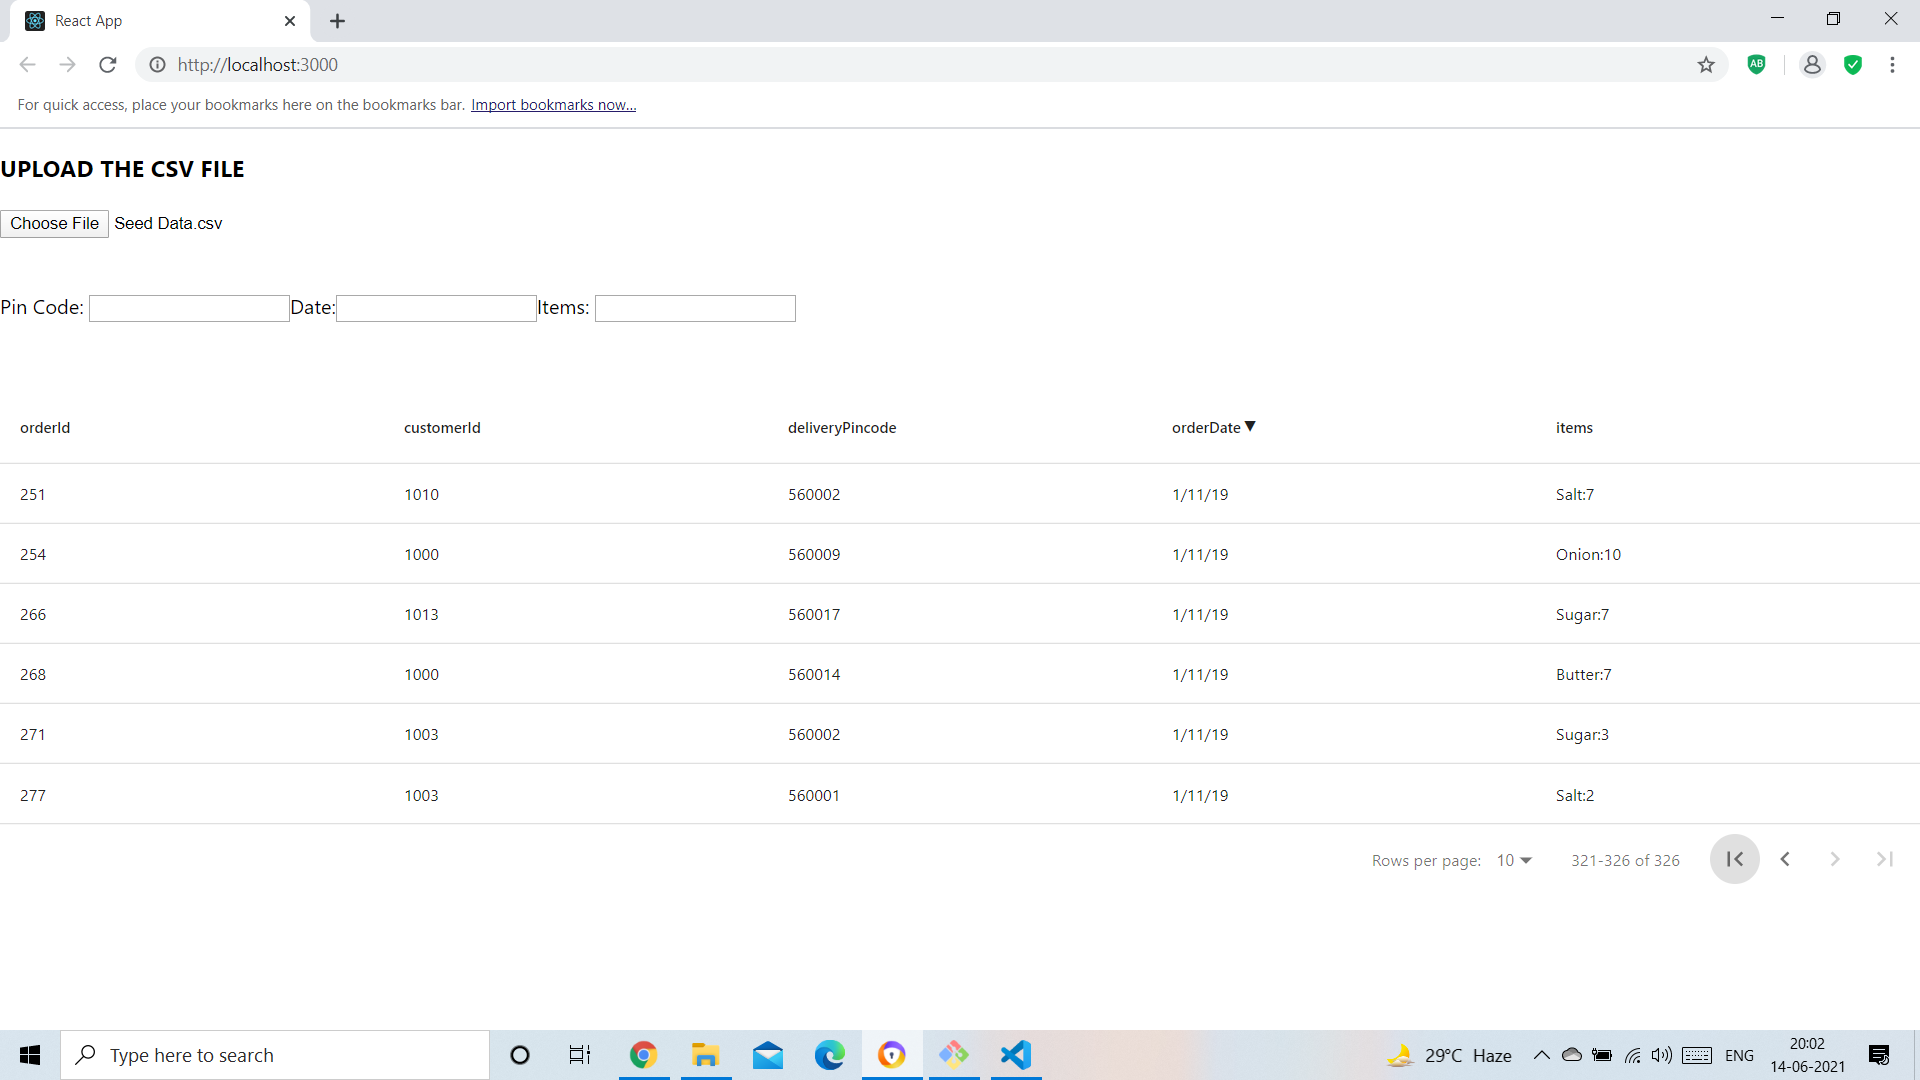 React App
http://localhost:3000
AB
For quick access, place your bookmarks here on the bookmarks bar. Import bookmarks now...
UPLOAD THE CSV FILE
Choose File Seed Data.csv
Pin Code: Date: Items:
orderId customerId deliveryPincode orderDate▼ items
251 1010 560002 1/11/19 Salt:7
254 1000 560009 1/11/19 Onion:10
266 1013 560017 1/11/19 Sugar:7
268 1000 560014 1/11/19 Butter:7
271 1003 560002 1/11/19 Sugar:3
277 1003 560001 1/11/19 Salt:2
Rows per page: 10 321-326 of 326
Type here to search
29°C Haze
ENG
20:02
14-06-2021